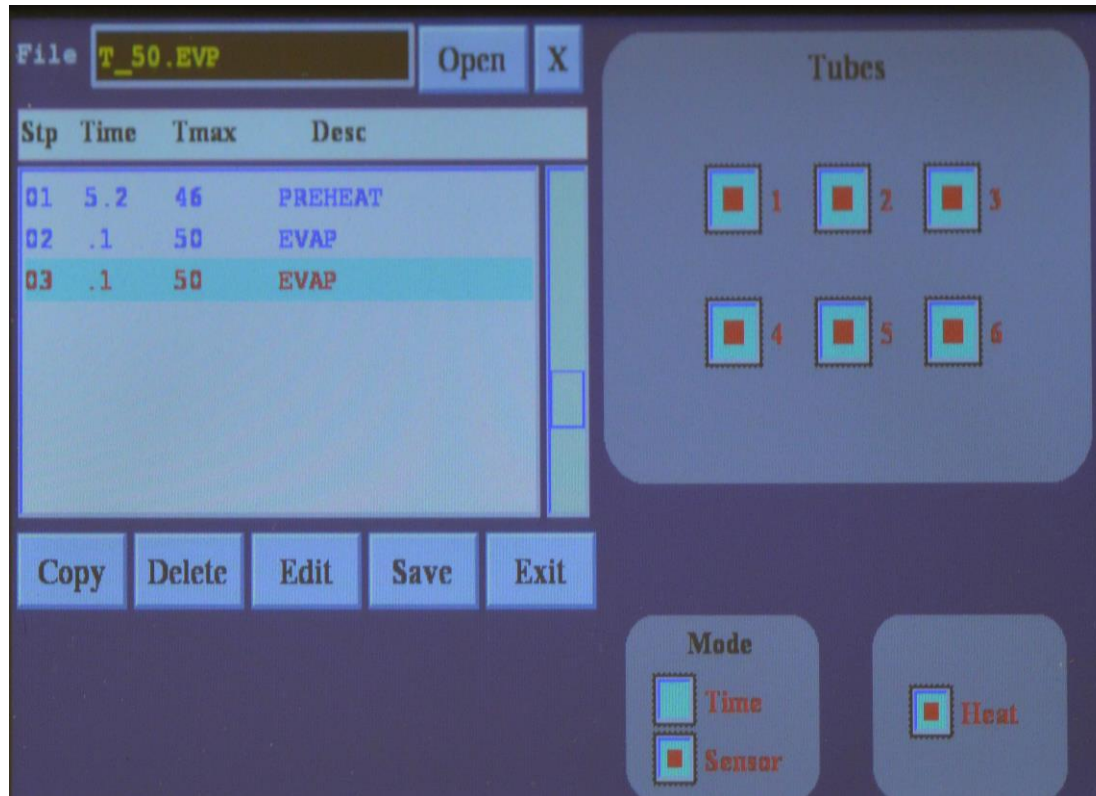 File T_50.EVP Open X
Stp Time Tmax Desc
01 5.2 46 PREHEAT
02 .1 50 EVAP
03 .1 50 EVAP
Copy Delete Edit Save Exit
Tubes
1 2 3
4 5 6
Mode
Time
Sensor
Heat